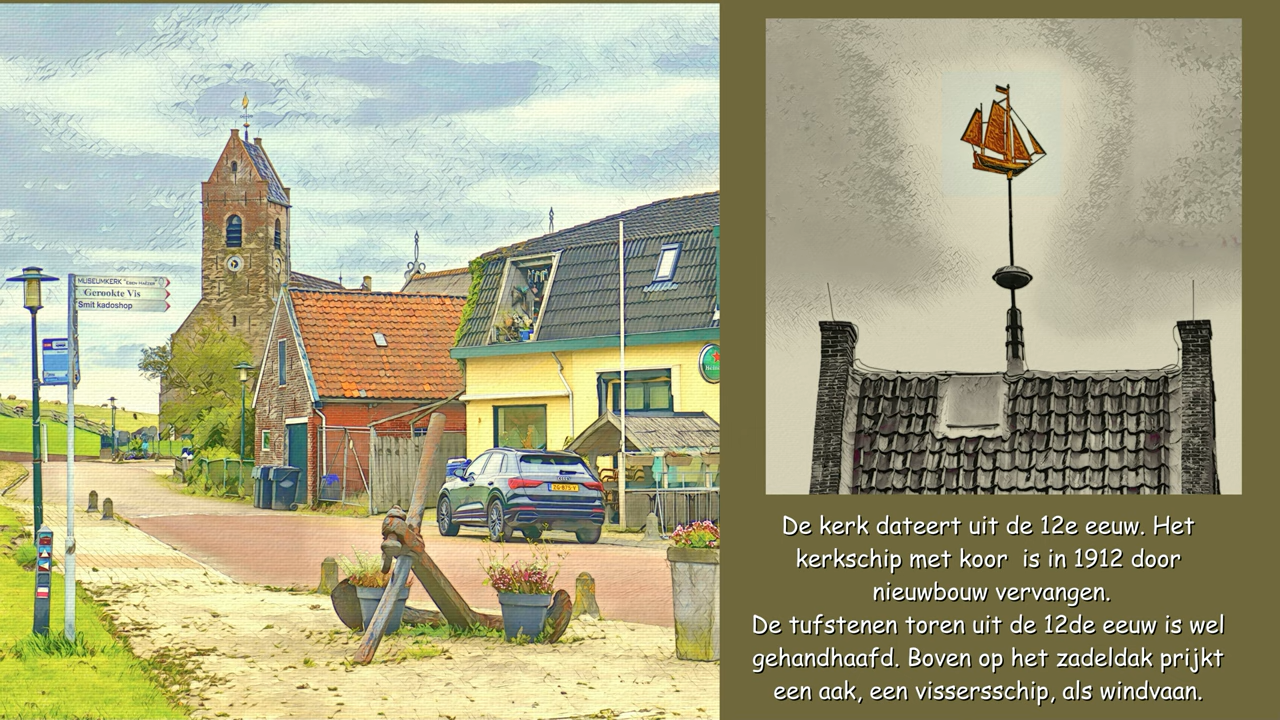 MUSEUMKERK "Eben-Haëzer"
Gerookte Vis
Smit kadoshop
De kerk dateert uit de 12e eeuw. Het
kerkschip met koor is in 1912 door
nieuwbouw vervangen.
De tufstenen toren uit de 12de eeuw is wel
gehandhaafd. Boven op het zadeldak prijkt
een aak, een vissersschip, als windvaan.